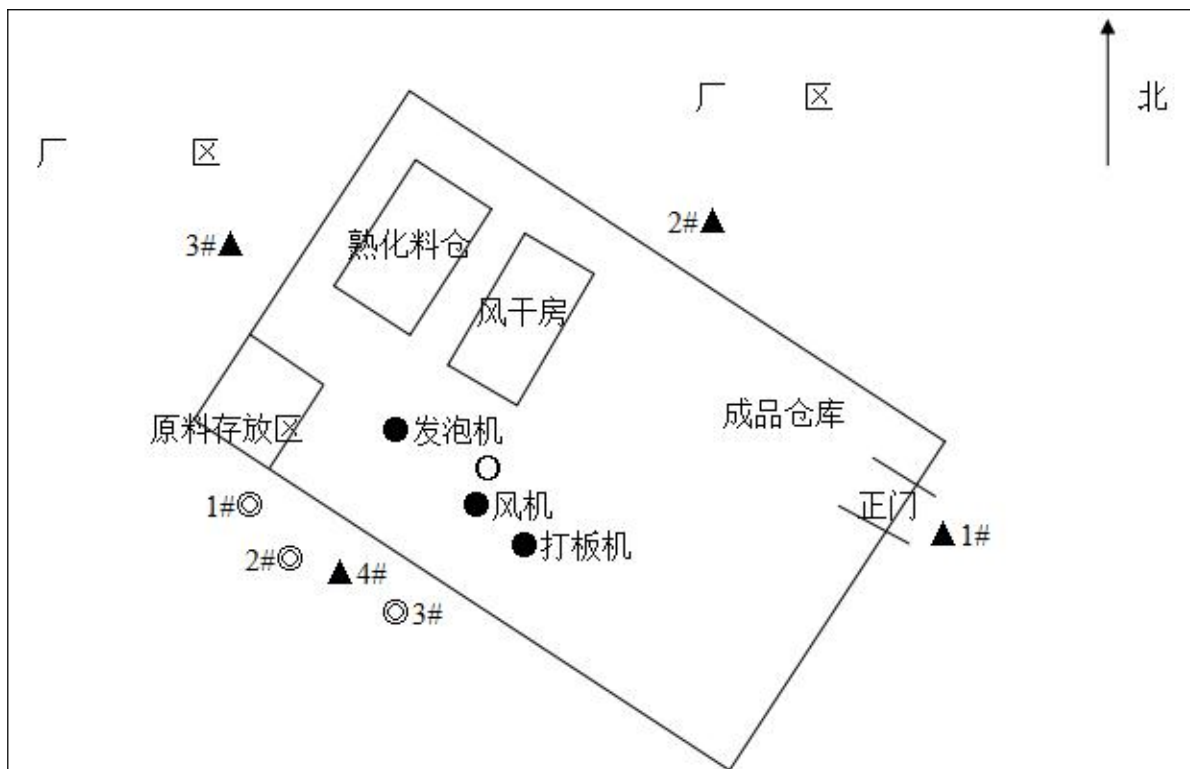 厂 区 北
厂 区
2#▲
3#▲ 熟化料仓
风干房
成品仓库
原料存放区 ●发泡机
○
1#◎ ●风机 正门
▲1#
2#◎ ●打板机
▲4#
◎3#